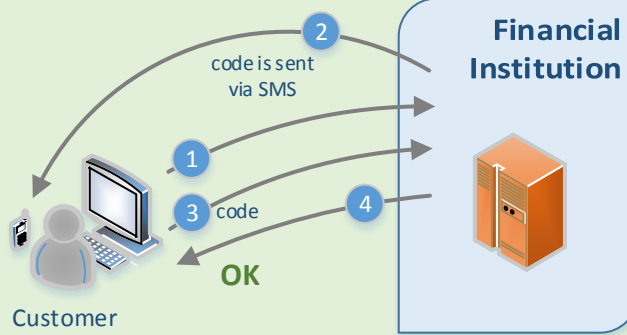 Financial
Institution
2
code is sent
via SMS
1
3 code
4
OK
Customer